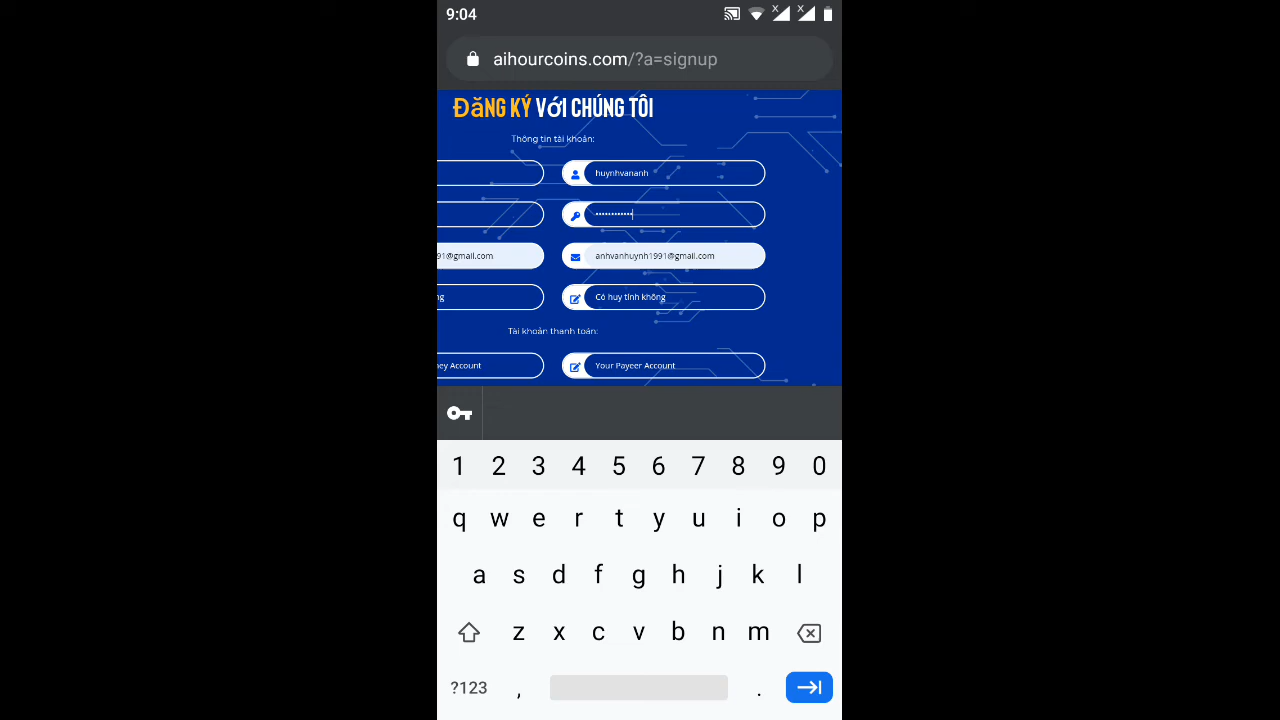 9:04
aihourcoins.com/?a=signup
ĐĂNG KÝ VỚI CHÚNG TÔI
Thông tin tài khoản:
huynhvananh
••••••••••••
91@gmail.com
anhvanhuynh1991@gmail.com
ng
Có huy tính không
Tài khoản thanh toán:
ney Account
Your Payeer Account
1 2 3 4 5 6 7 8 9 0
q w e r t y u i o p
a s d f g h j k l
z x c v b n m
?123 , .